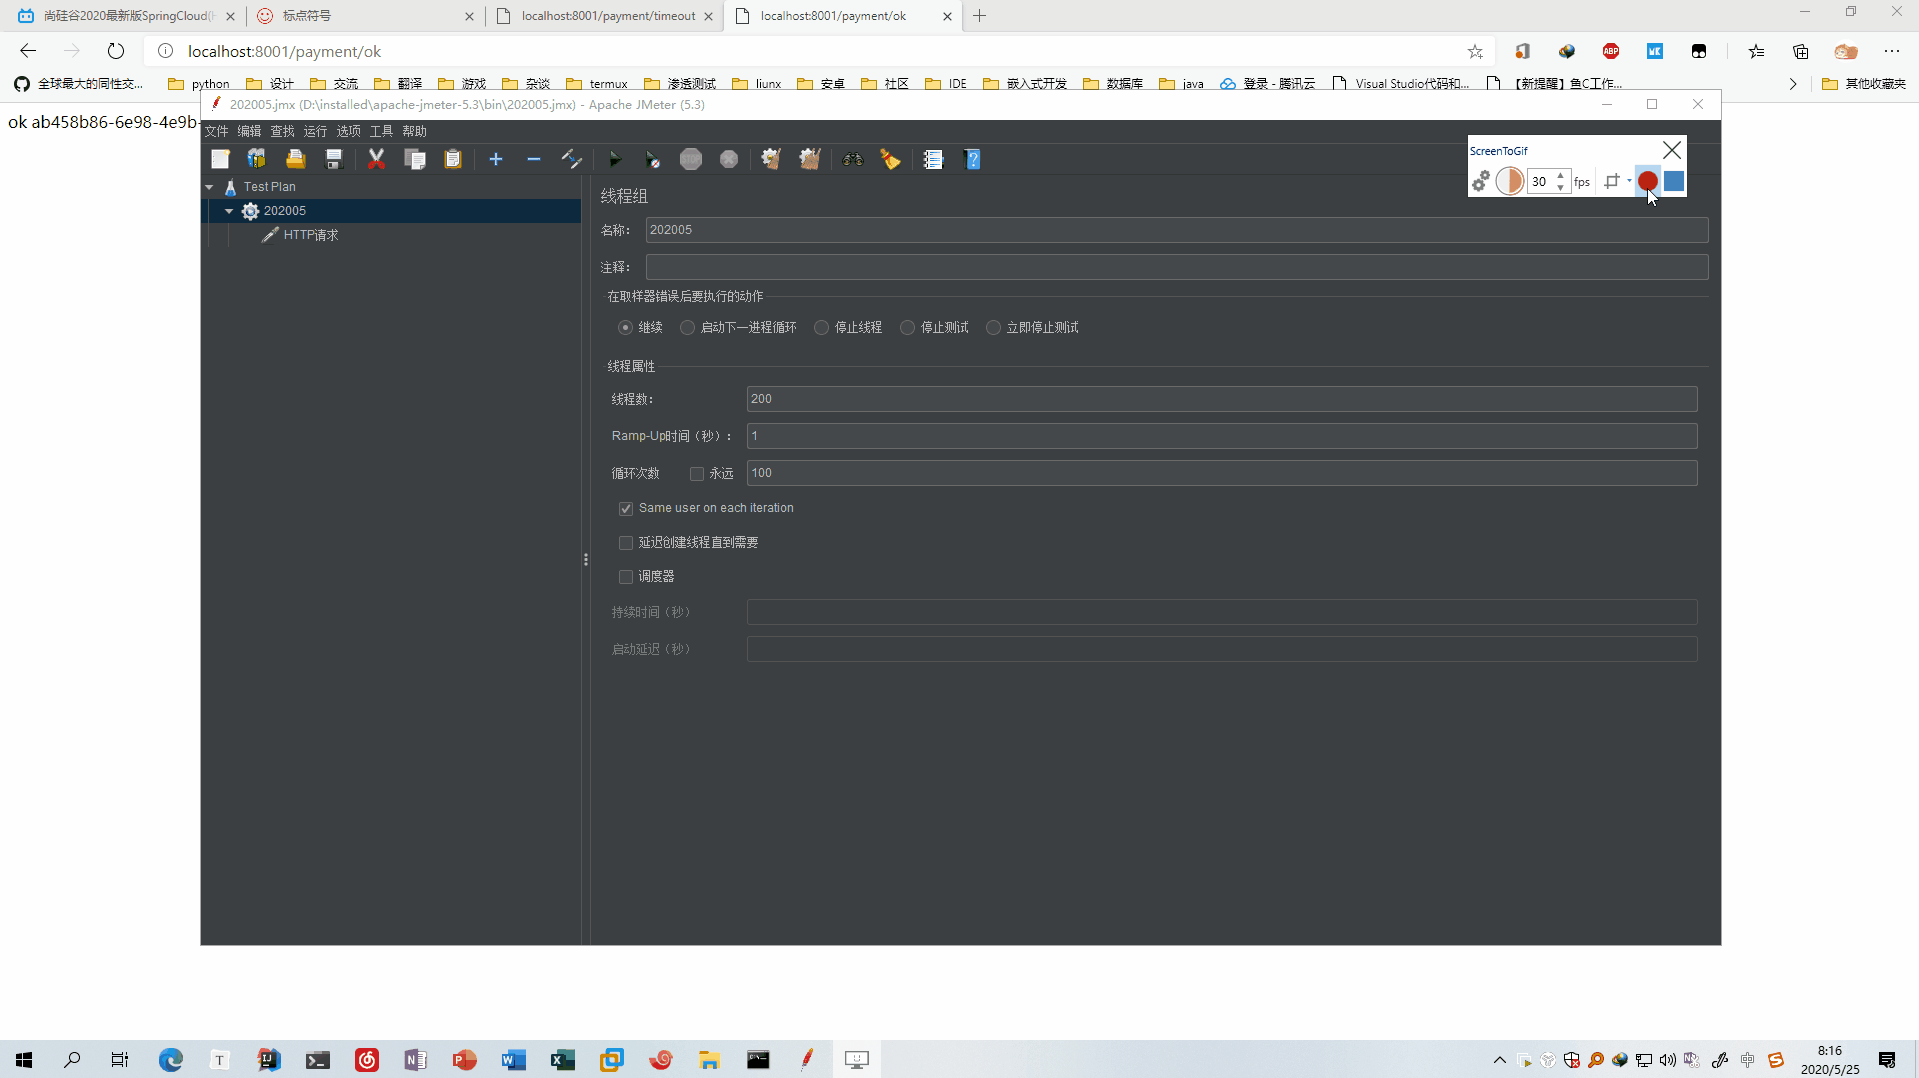 尚硅谷2020最新版SpringCloud(H
标点符号
localhost:8001/payment/timeout
localhost:8001/payment/ok
localhost:8001/payment/ok
ABP
全球最大的同性交...
python
设计
交流
翻译
游戏
杂谈
termux
渗透测试
liunx
安卓
社区
IDE
嵌入式开发
数据库
java
登录 - 腾讯云
Visual Studio代码和...
【新提醒】鱼C工作...
其他收藏夹
ok ab458b86-6e98-4e9b-
202005.jmx (D:\installed\apache-jmeter-5.3\bin\202005.jmx) - Apache JMeter (5.3)
文件 编辑 查找 运行 选项 工具 帮助
STOP
ScreenToGif
30 fps
Test Plan
202005
HTTP请求
线程组
名称: 202005
注释:
在取样器错误后要执行的动作
继续 启动下一进程循环 停止线程 停止测试 立即停止测试
线程属性
线程数: 200
Ramp-Up时间（秒）: 1
循环次数 永远 100
Same user on each iteration
延迟创建线程直到需要
调度器
持续时间（秒）
启动延迟（秒）
中
8:16
2020/5/25